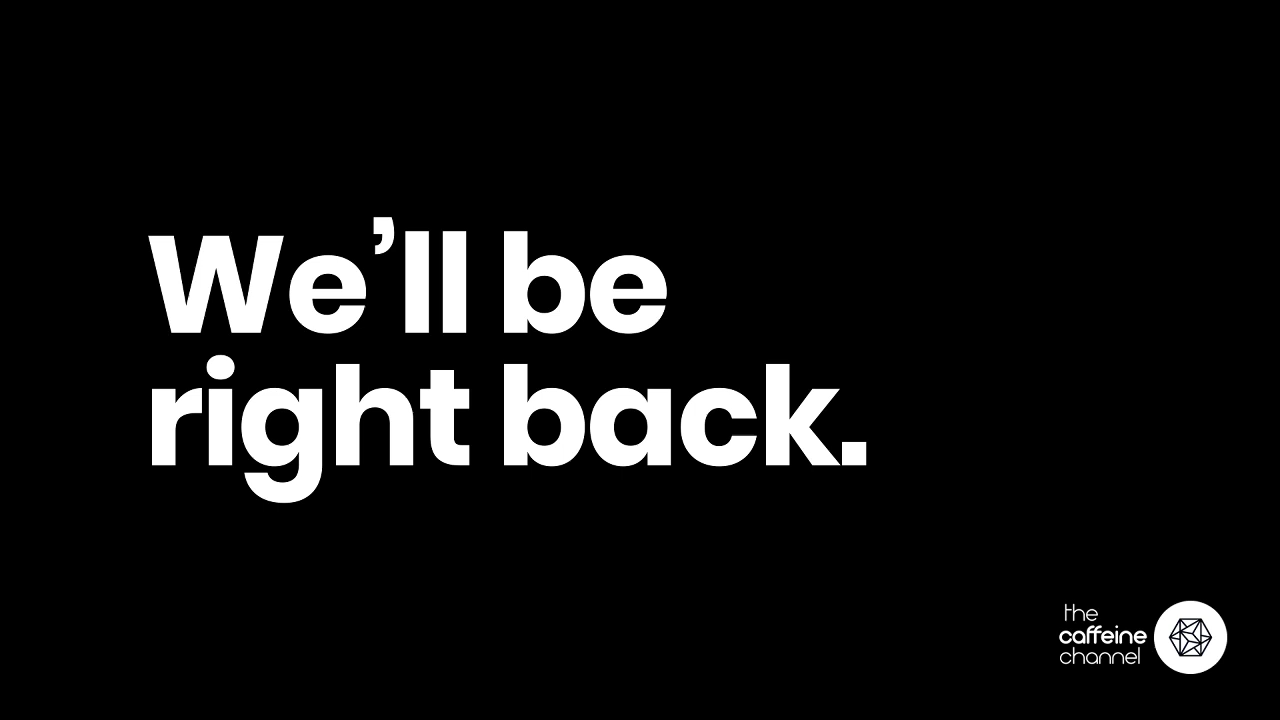 We’ll be
right back.
the
caffeine
channel